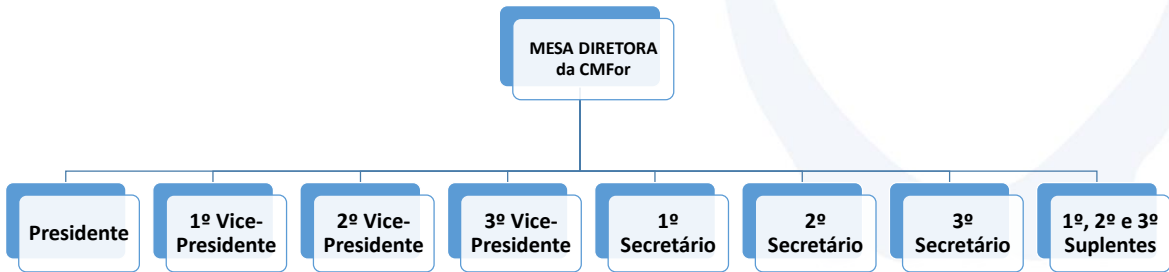 MESA DIRETORA
da CMFor
Presidente
1º Vice-
Presidente
2º Vice-
Presidente
3º Vice-
Presidente
1º
Secretário
2º
Secretário
3º
Secretário
1º, 2º e 3º
Suplentes